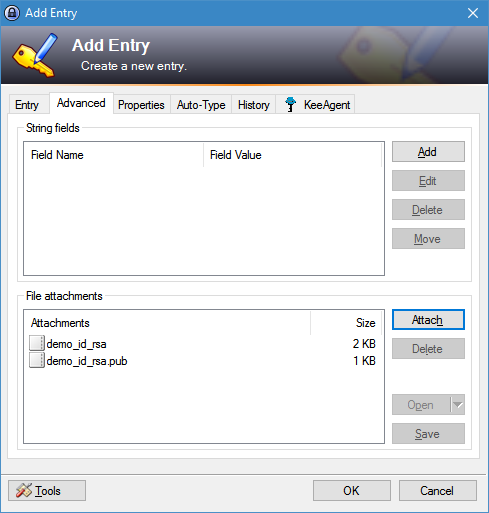 Add Entry
Add Entry
Create a new entry.
Entry Advanced Properties Auto-Type History KeeAgent
String fields
Field Name Field Value
Add
Edit
Delete
Move
File attachments
Attachments Size
demo_id_rsa 2 KB
demo_id_rsa.pub 1 KB
Attach
Delete
Open
Save
Tools OK Cancel